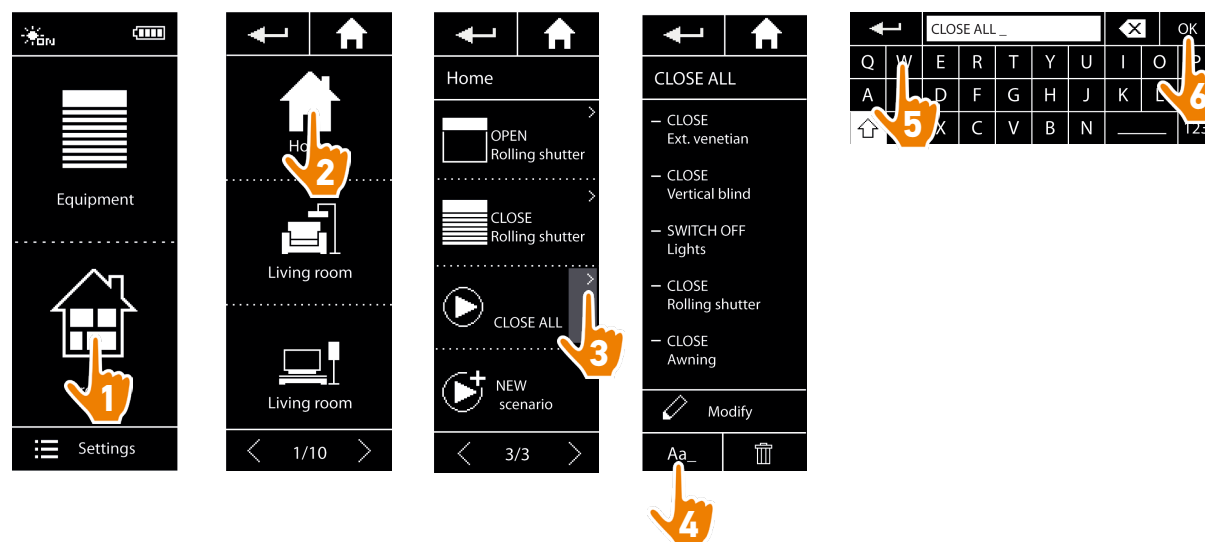 ON
Equipment
1
Settings
Ho
2
Living room
Living room
1/10
Home
OPEN
Rolling shutter
CLOSE
Rolling shutter
CLOSE ALL
3
NEW
scenario
3/3
CLOSE ALL
– CLOSE
Ext. venetian
– CLOSE
Vertical blind
– SWITCH OFF
Lights
– CLOSE
Rolling shutter
– CLOSE
Awning
Modify
Aa_
4
CLOSE ALL _ OK
Q W E R T Y U I O P
A D F G H J K L
X C V B N 123
5
6